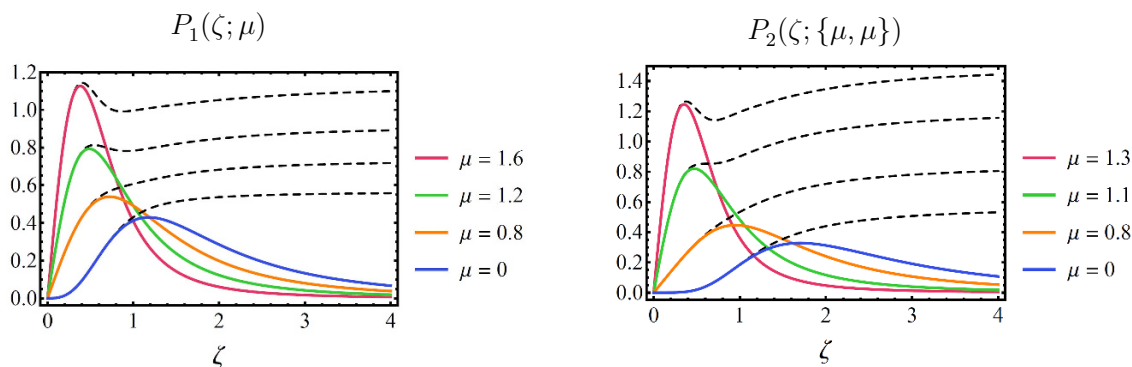 P₁(ζ; μ)
1.2
1.0
0.8
0.6
0.4
0.2
0.0
0 1 2 3 4
ζ
μ = 1.6
μ = 1.2
μ = 0.8
μ = 0
P₂(ζ; {μ, μ})
1.4
1.2
1.0
0.8
0.6
0.4
0.2
0.0
0 1 2 3 4
ζ
μ = 1.3
μ = 1.1
μ = 0.8
μ = 0